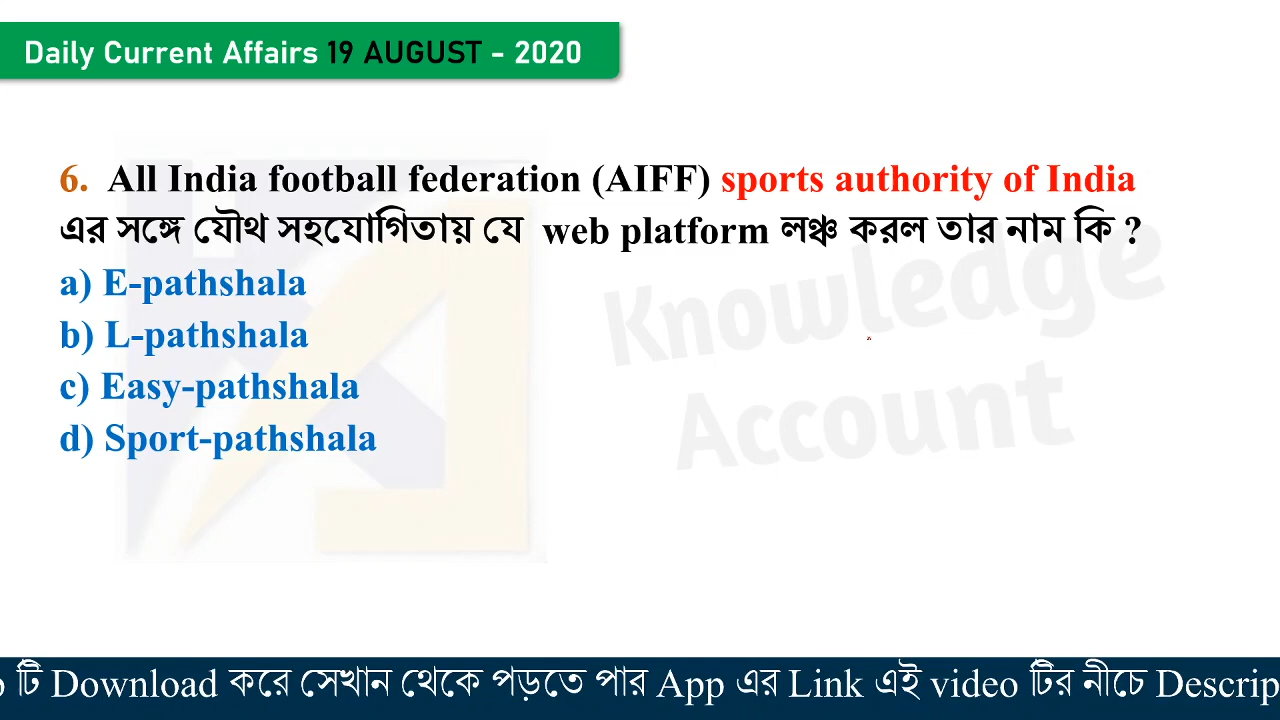 Daily Current Affairs 19 AUGUST - 2020
6. All India football federation (AIFF) sports authority of India
এর সঙ্গে যৌথ সহযোগিতায় যে web platform লঞ্চ করল তার নাম কি ?
a) E-pathshala
b) L-pathshala
c) Easy-pathshala
d) Sport-pathshala
Knowledge
Account
টি Download করে সেখান থেকে পড়তে পার App এর Link এই video টির নীচে Descrip